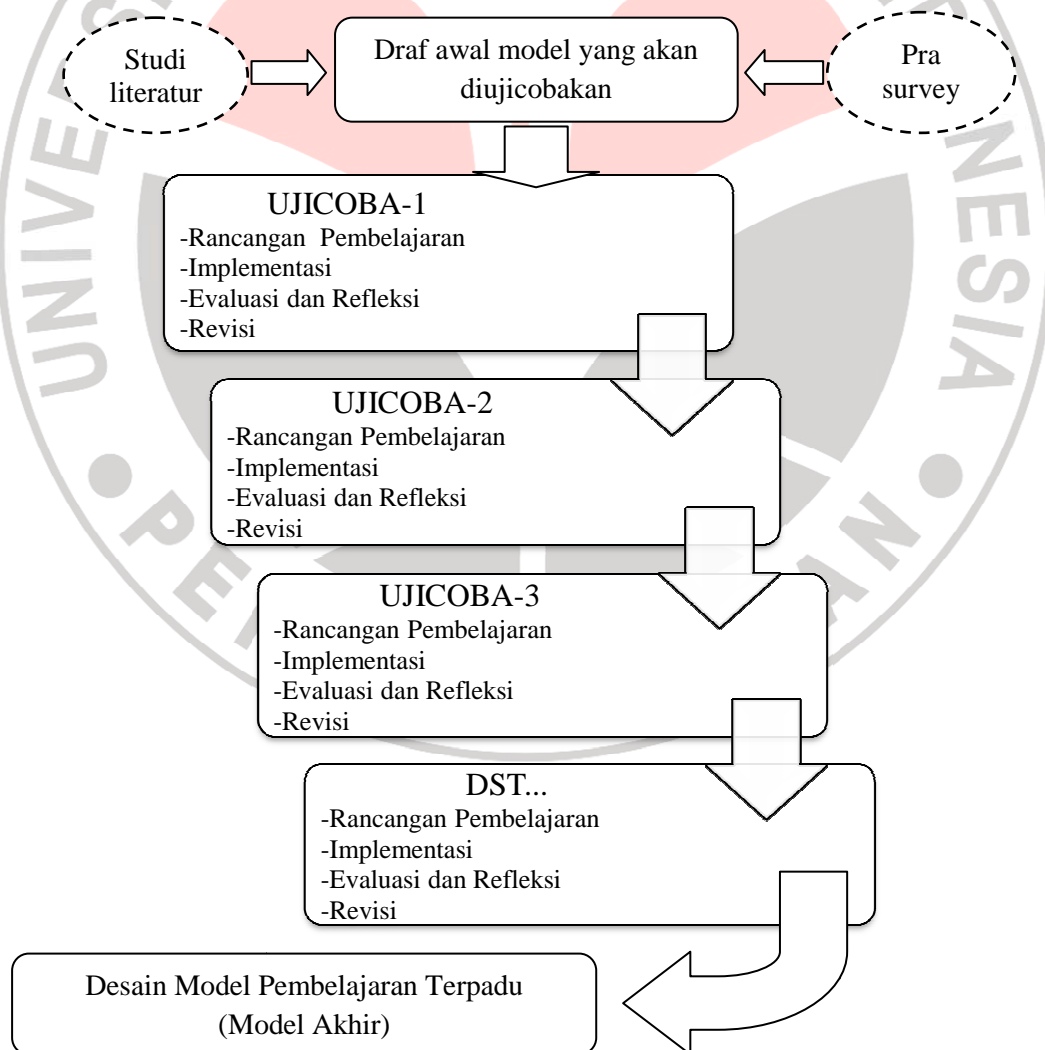 Studi
literatur
Draf awal model yang akan
diujicobakan
Pra
survey
UJICOBA-1
-Rancangan Pembelajaran
-Implementasi
-Evaluasi dan Refleksi
-Revisi
UJICOBA-2
-Rancangan Pembelajaran
-Implementasi
-Evaluasi dan Refleksi
-Revisi
UJICOBA-3
-Rancangan Pembelajaran
-Implementasi
-Evaluasi dan Refleksi
-Revisi
DST...
-Rancangan Pembelajaran
-Implementasi
-Evaluasi dan Refleksi
-Revisi
Desain Model Pembelajaran Terpadu
(Model Akhir)